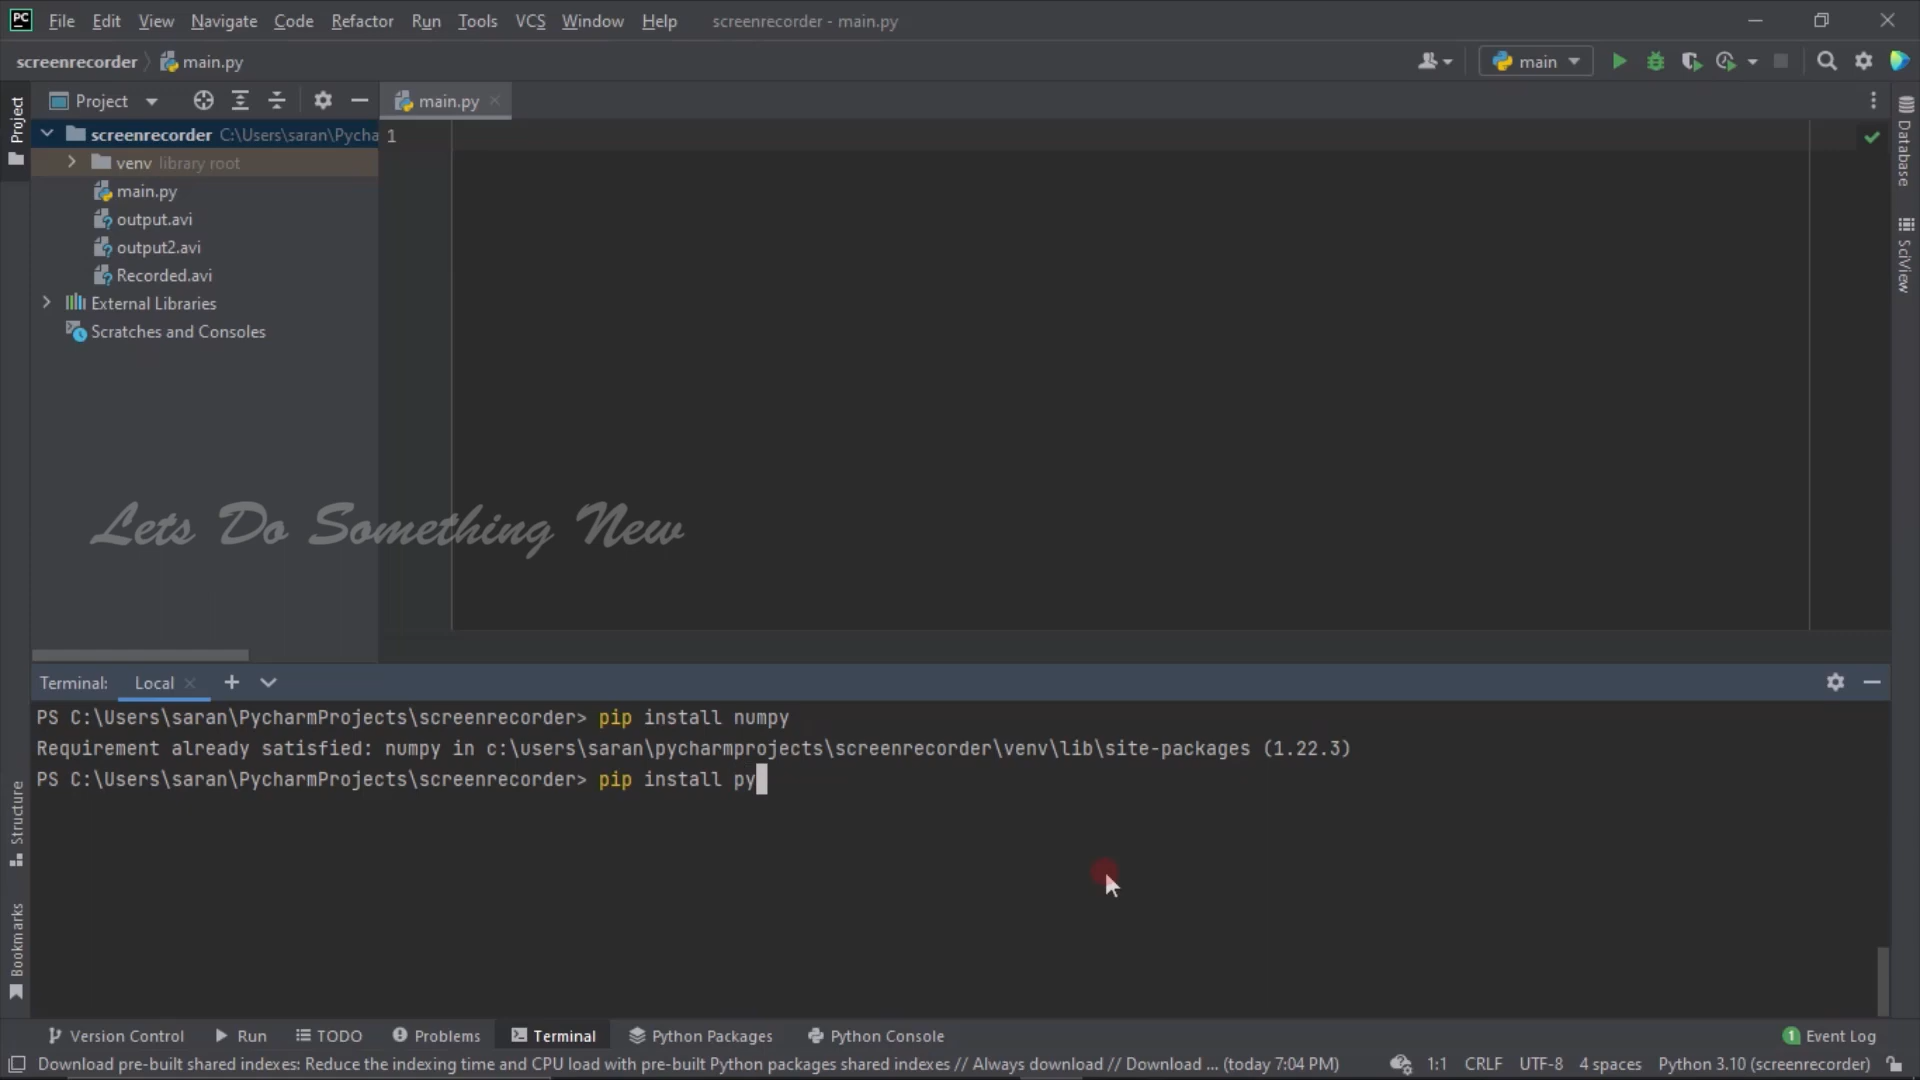 PC File Edit View Navigate Code Refactor Run Tools VCS Window Help screenrecorder - main.py
screenrecorder main.py main
Project main.py
Project
screenrecorder C:\Users\saran\Pycha
1
venv library root
main.py
output.avi
output2.avi
Recorded.avi
External Libraries
Scratches and Consoles
Database
SciView
Lets Do Something New
Terminal: Local
PS C:\Users\saran\PycharmProjects\screenrecorder> pip install numpy
Requirement already satisfied: numpy in c:\users\saran\pycharmprojects\screenrecorder\venv\lib\site-packages (1.22.3)
PS C:\Users\saran\PycharmProjects\screenrecorder> pip install py
Structure
Bookmarks
Version Control Run TODO Problems Terminal Python Packages Python Console 1 Event Log
Download pre-built shared indexes: Reduce the indexing time and CPU load with pre-built Python packages shared indexes // Always download // Download ... (today 7:04 PM) 1:1 CRLF UTF-8 4 spaces Python 3.10 (screenrecorder)